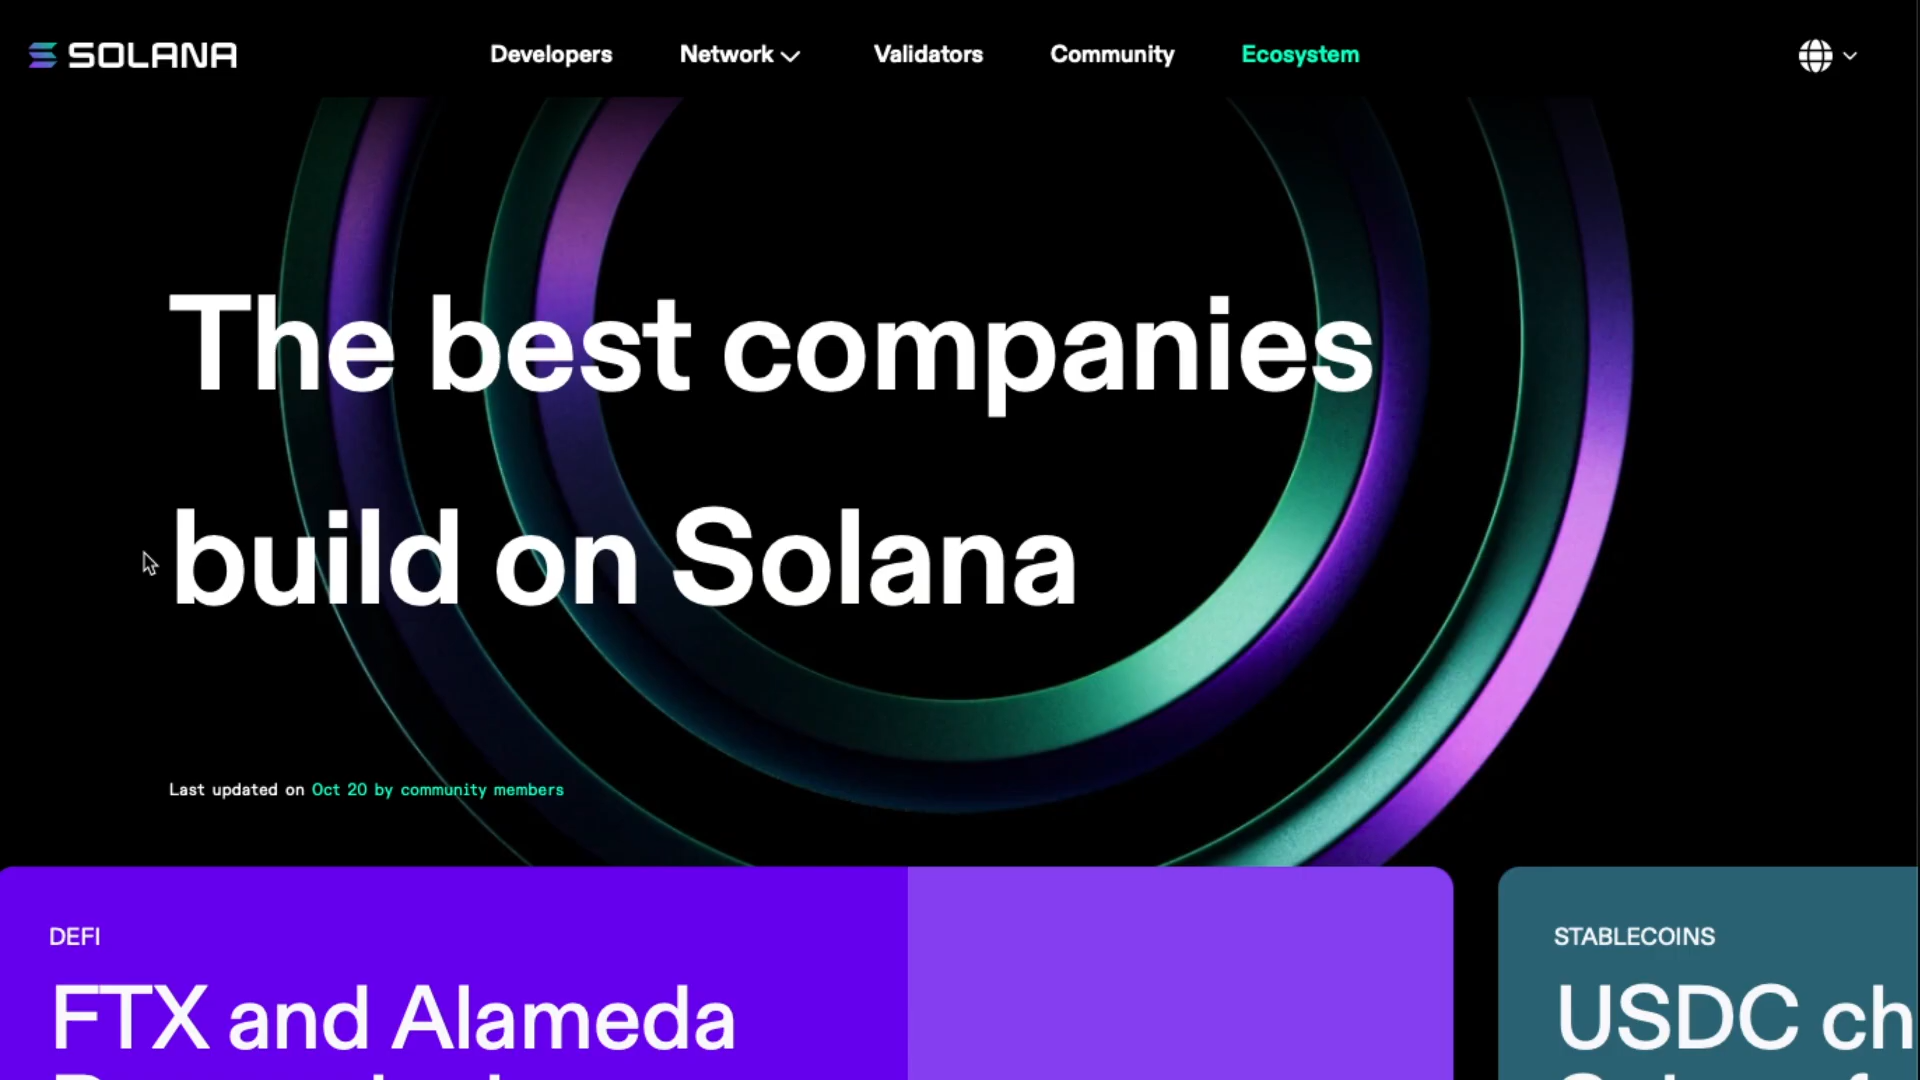 SOLANA
Developers
Network
Validators
Community
Ecosystem
The best companies
build on Solana
Last updated on Oct 20 by community members
DEFI
FTX and Alameda
STABLECOINS
USDC ch